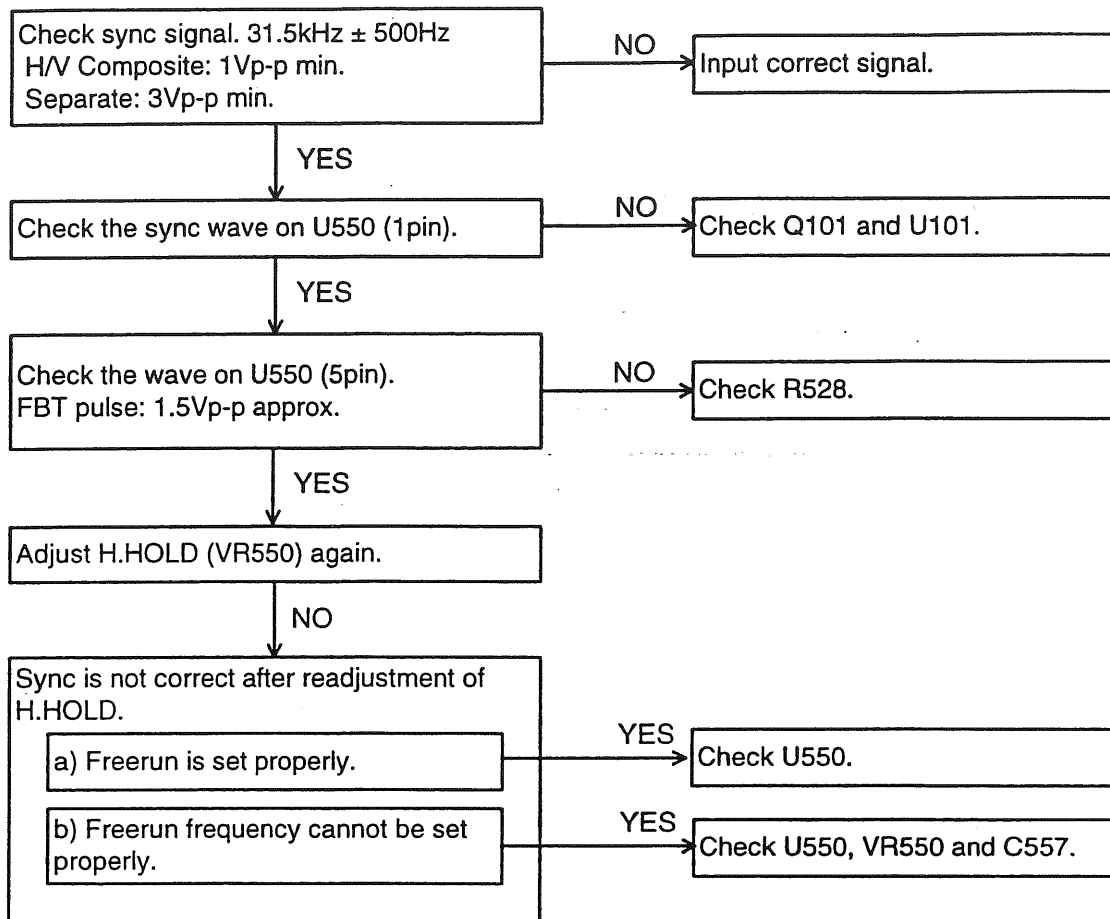 Check sync signal. 31.5kHz ± 500Hz
H/V Composite: 1Vp-p min.
Separate: 3Vp-p min.
NO
Input correct signal.
YES
Check the sync wave on U550 (1pin).
NO
Check Q101 and U101.
YES
Check the wave on U550 (5pin).
FBT pulse: 1.5Vp-p approx.
NO
Check R528.
YES
Adjust H.HOLD (VR550) again.
NO
Sync is not correct after readjustment of
H.HOLD.
a) Freerun is set properly.
YES
Check U550.
b) Freerun frequency cannot be set
properly.
YES
Check U550, VR550 and C557.